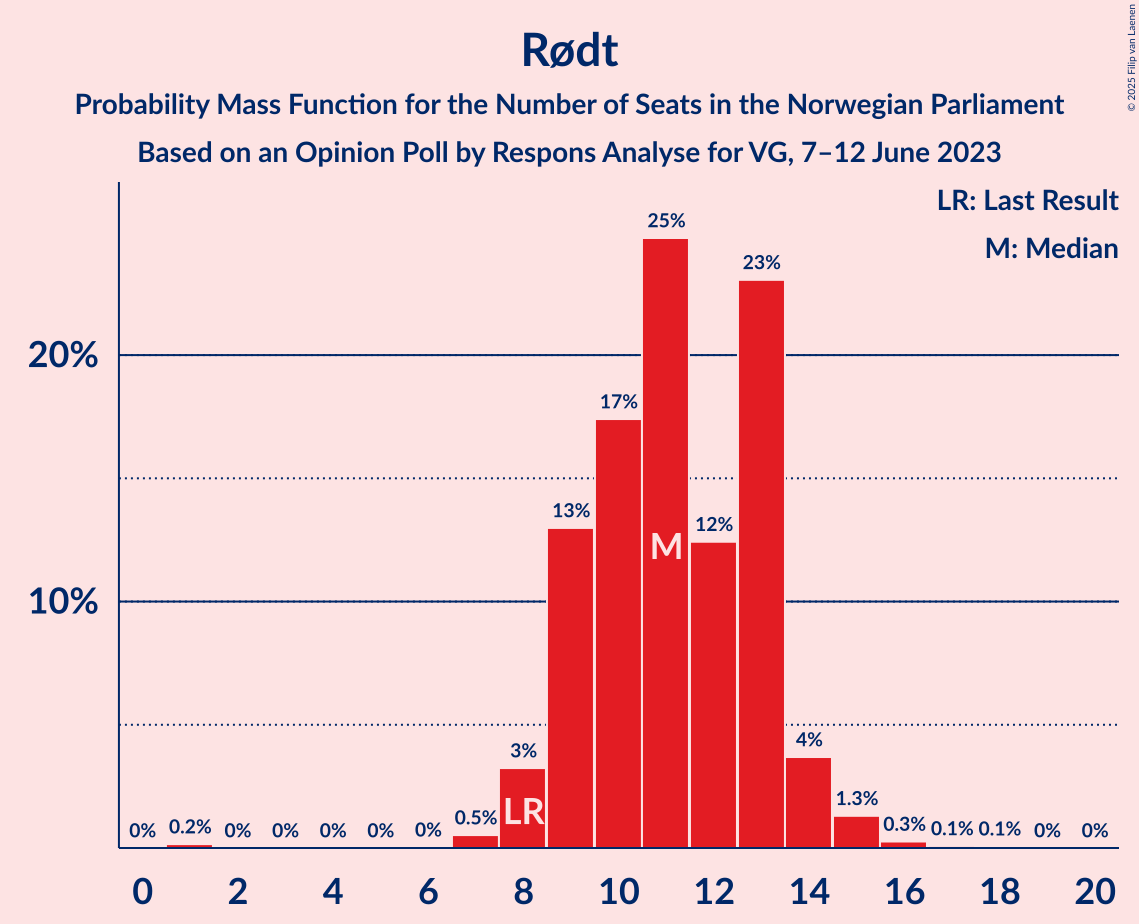 © 2025 Filip van Laenen
Rødt
Probability Mass Function for the Number of Seats in the Norwegian Parliament
Based on an Opinion Poll by Respons Analyse for VG, 7–12 June 2023
LR: Last Result
M: Median
20%
10%
0% 0.2% 0% 0% 0% 0% 0% 0.5% 3% 13% 17% 25% 12% 23% 4% 1.3% 0.3% 0.1% 0.1% 0% 0%
LR M
0 2 4 6 8 10 12 14 16 18 20